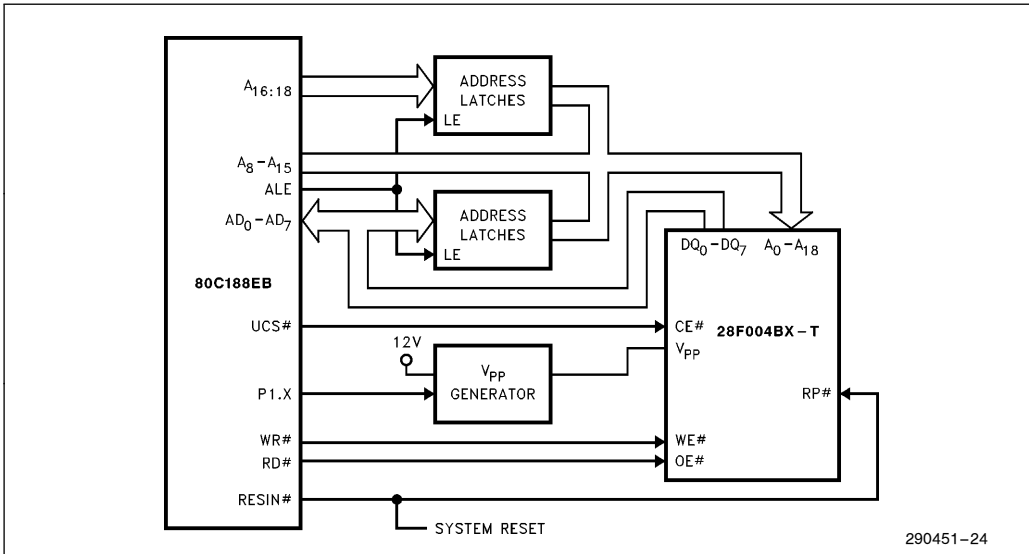 A16:18
A8–A15
ALE
AD0–AD7
80C188EB
UCS#
P1.X
WR#
RD#
RESIN#
ADDRESS
LATCHES
LE
ADDRESS
LATCHES
LE
12V
VPP
GENERATOR
SYSTEM RESET
DQ0–DQ7
A0–A18
CE#
28F004BX–T
VPP
RP#
WE#
OE#
290451–24